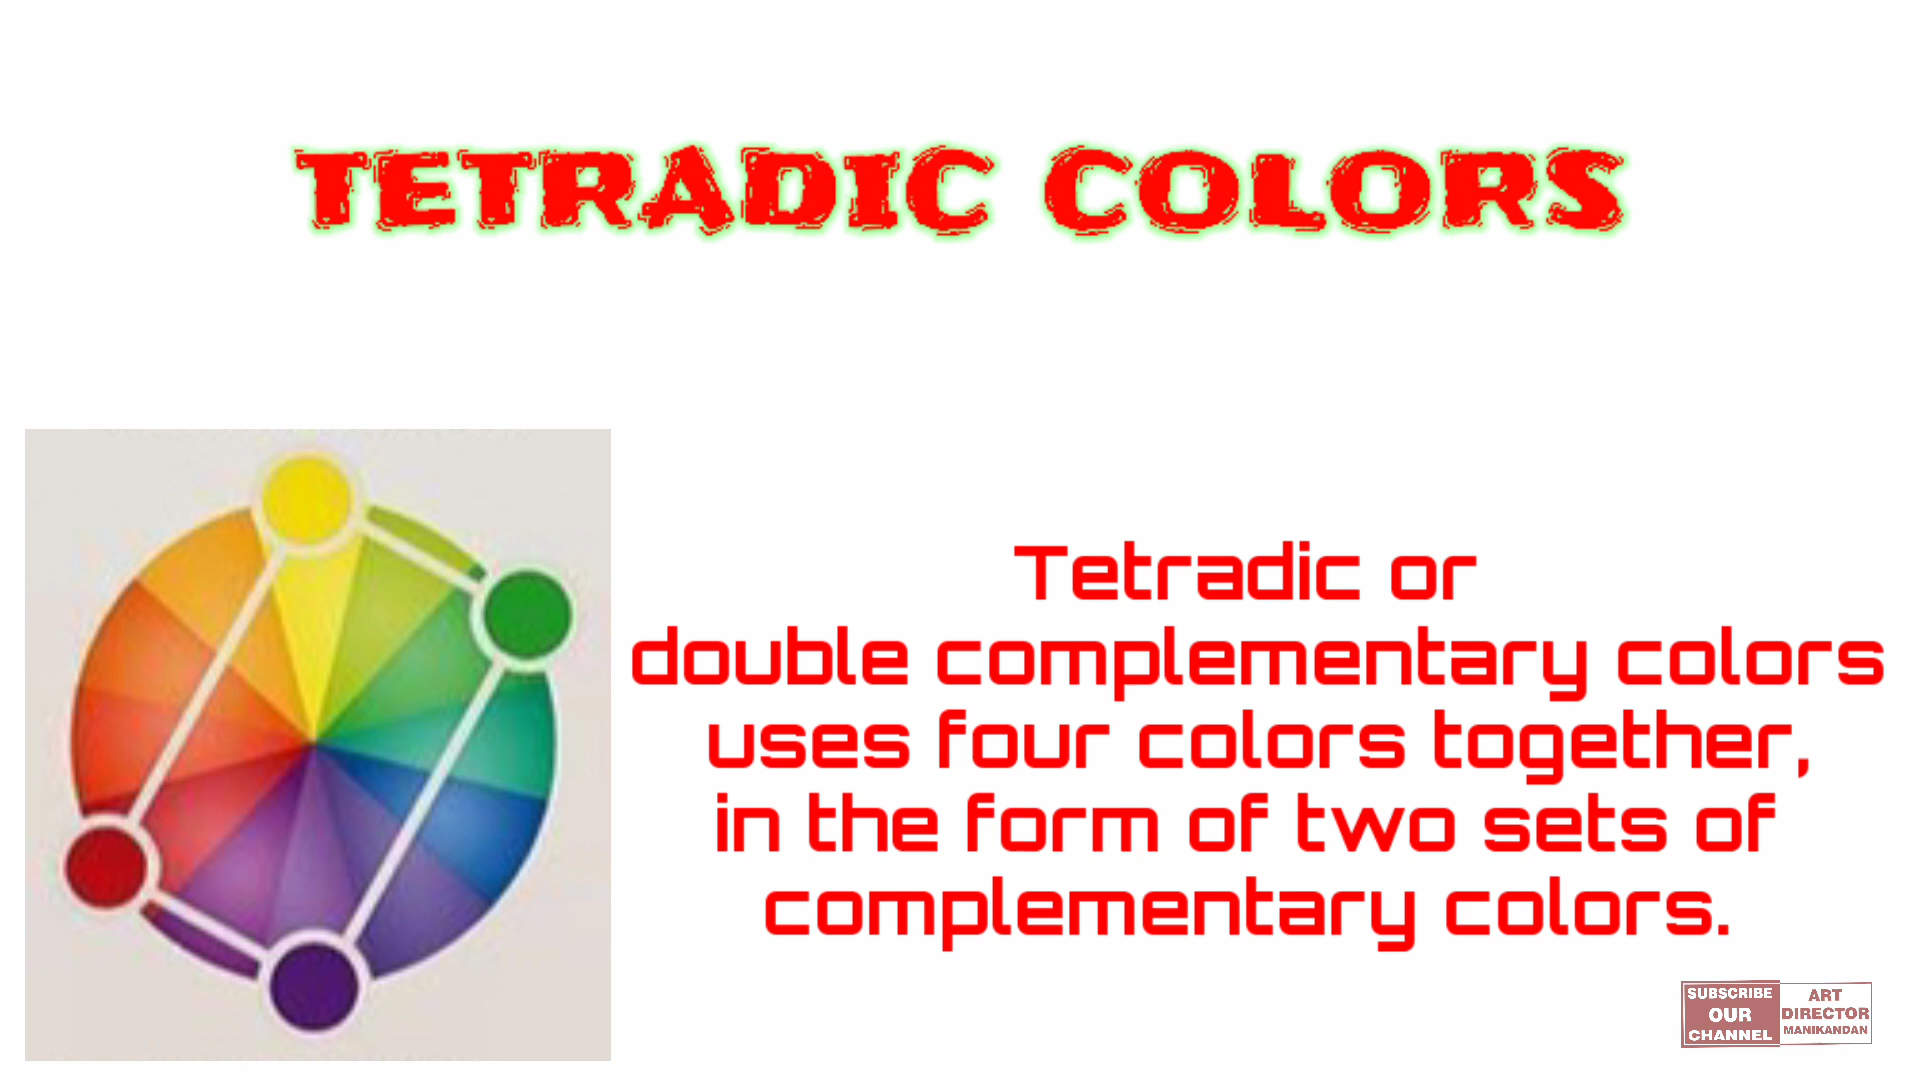 TETRADIC COLORS
Tetradic or
double complementary colors
uses four colors together,
in the form of two sets of
complementary colors.
SUBSCRIBE
OUR
CHANNEL
ART
DIRECTOR
MANIKANDAN